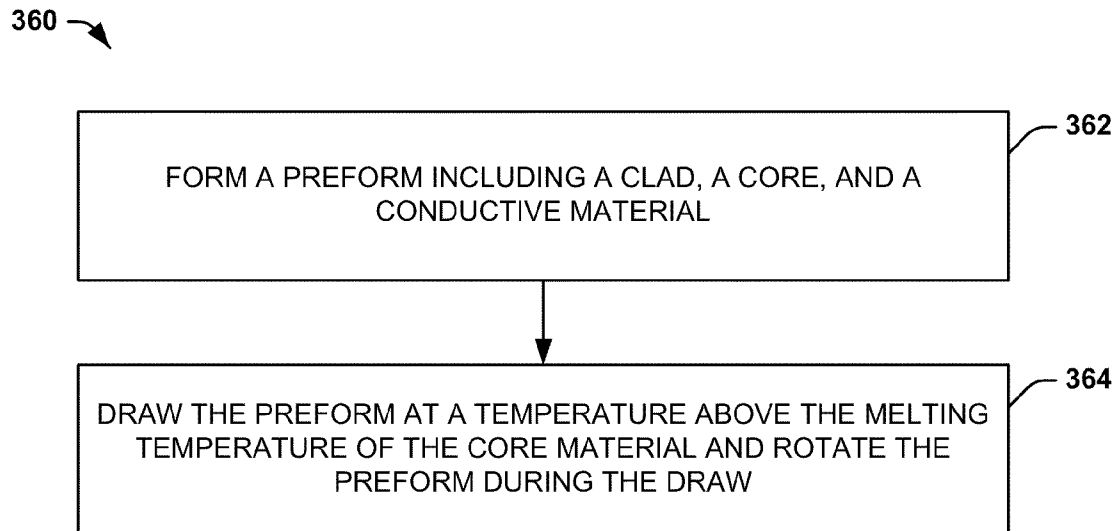 360
362
FORM A PREFORM INCLUDING A CLAD, A CORE, AND A
CONDUCTIVE MATERIAL
364
DRAW THE PREFORM AT A TEMPERATURE ABOVE THE MELTING
TEMPERATURE OF THE CORE MATERIAL AND ROTATE THE
PREFORM DURING THE DRAW